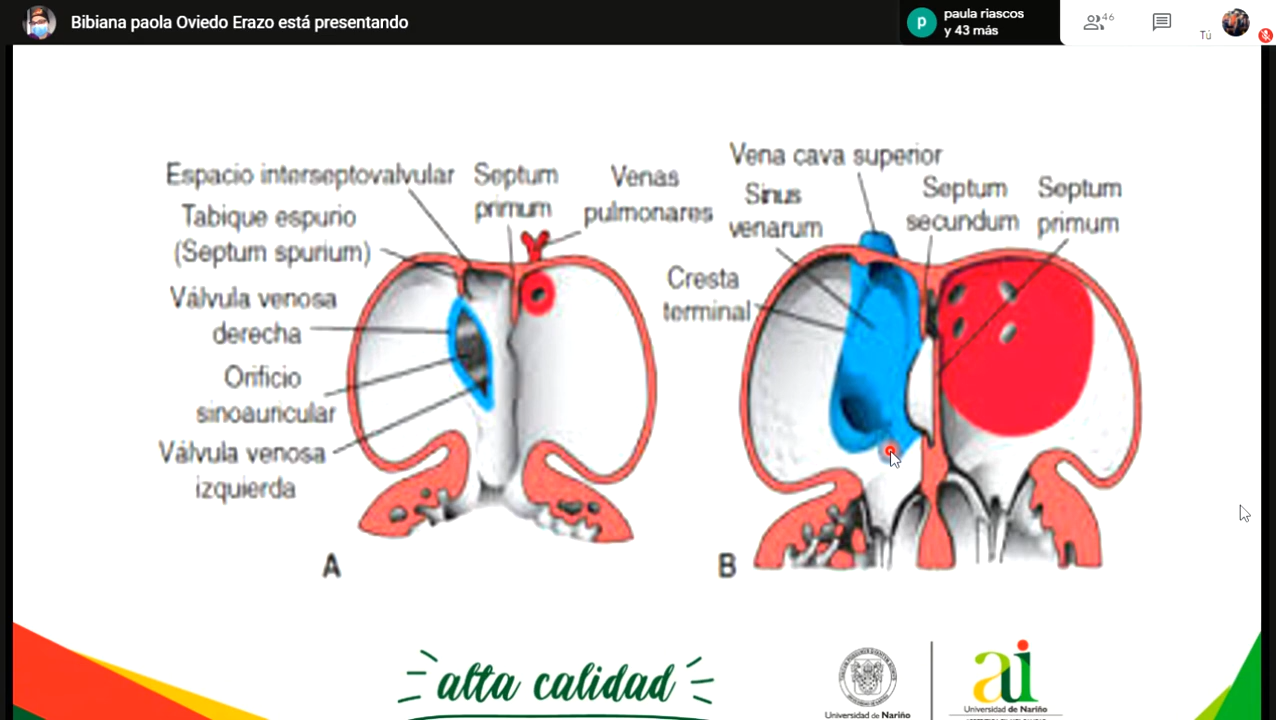 Bibiana paola Oviedo Erazo está presentando
p
paula riascos
y 43 más
46
Tú
Espacio interseptovalvular
Septum
primum
Venas
pulmonares
Tabique espurio
(Septum spurium)
Válvula venosa
derecha
Orificio
sinoauricular
Válvula venosa
izquierda
A
Vena cava superior
Sinus
venarum
Septum
secundum
Septum
primum
Cresta
terminal
B
alta calidad
Universidad de Nariño
ai
Universidad de Nariño